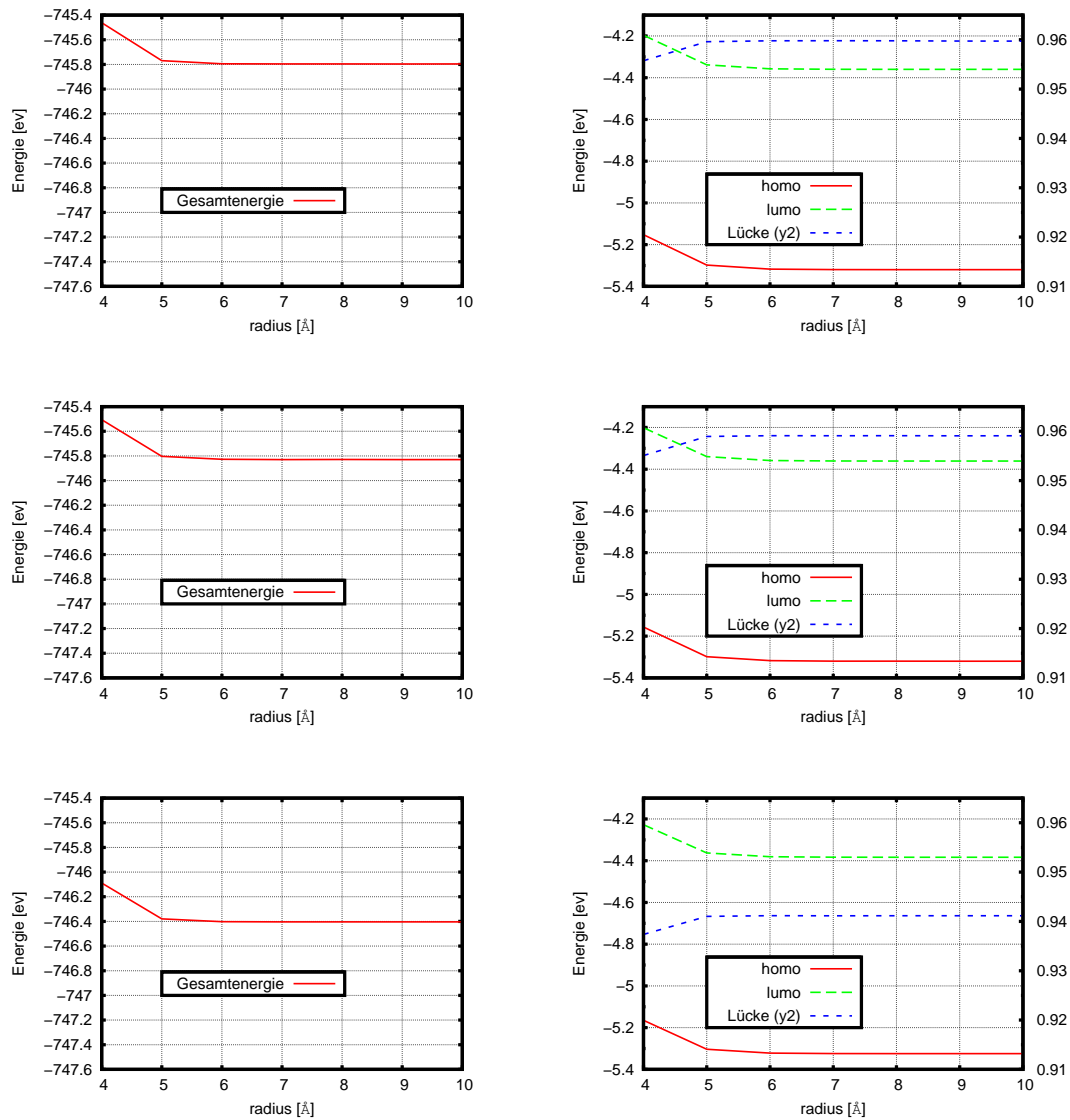 −745.4
−745.6
−745.8
−746
−746.2
−746.4
−746.6
−746.8
−747
−747.2
−747.4
−747.6
4 5 6 7 8 9 10
Energie [ev]
radius [Å]
Gesamtenergie
−4.2
−4.4
−4.6
−4.8
−5
−5.2
−5.4
4 5 6 7 8 9 10
0.96
0.95
0.94
0.93
0.92
0.91
Energie [ev]
radius [Å]
homo
lumo
Lücke (y2)
−745.4
−745.6
−745.8
−746
−746.2
−746.4
−746.6
−746.8
−747
−747.2
−747.4
−747.6
4 5 6 7 8 9 10
Energie [ev]
radius [Å]
Gesamtenergie
−4.2
−4.4
−4.6
−4.8
−5
−5.2
−5.4
4 5 6 7 8 9 10
0.96
0.95
0.94
0.93
0.92
0.91
Energie [ev]
radius [Å]
homo
lumo
Lücke (y2)
−745.4
−745.6
−745.8
−746
−746.2
−746.4
−746.6
−746.8
−747
−747.2
−747.4
−747.6
4 5 6 7 8 9 10
Energie [ev]
radius [Å]
Gesamtenergie
−4.2
−4.4
−4.6
−4.8
−5
−5.2
−5.4
4 5 6 7 8 9 10
0.96
0.95
0.94
0.93
0.92
0.91
Energie [ev]
radius [Å]
homo
lumo
Lücke (y2)